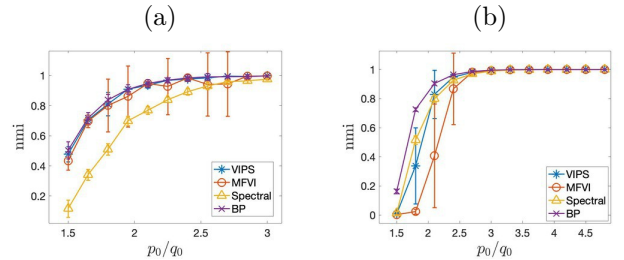 (a)
(b)
nmi
1
0.8
0.6
0.4
0.2
1.5
2
2.5
3
p₀/q₀
VIPS
MFVI
Spectral
BP
nmi
1
0.8
0.6
0.4
0.2
0
1.5
2
2.5
3
3.5
4
4.5
p₀/q₀
VIPS
MFVI
Spectral
BP